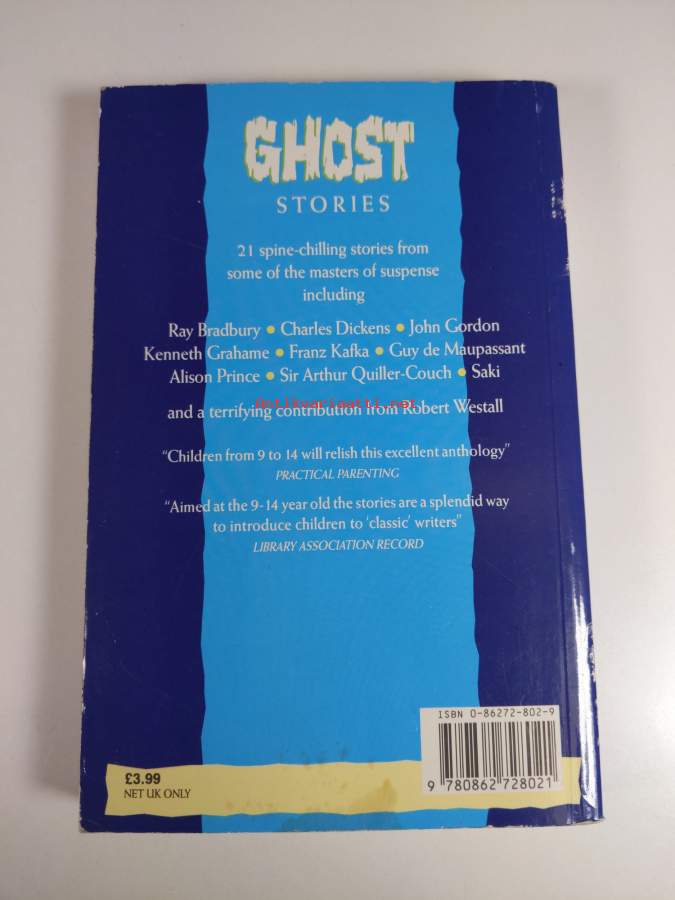 GHOST
STORIES
21 spine-chilling stories from
some of the masters of suspense
including
Ray Bradbury • Charles Dickens • John Gordon
Kenneth Grahame • Franz Kafka • Guy de Maupassant
Alison Prince • Sir Arthur Quiller-Couch • Saki
Antikvariaatti.net
and a terrifying contribution from Robert Westall
"Children from 9 to 14 will relish this excellent anthology"
PRACTICAL PARENTING
"Aimed at the 9-14 year old the stories are a splendid way
to introduce children to 'classic' writers"
LIBRARY ASSOCIATION RECORD
ISBN 0-86272-802-9
9 780862 728021
£3.99
NET UK ONLY